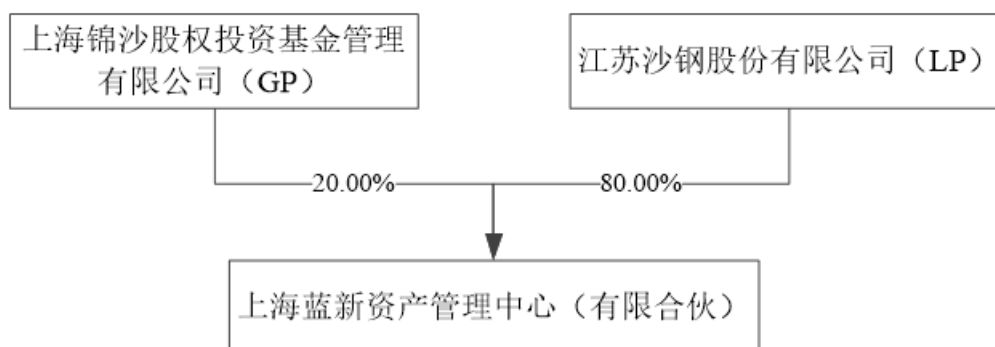 上海锦沙股权投资基金管理
有限公司（GP）
江苏沙钢股份有限公司（LP）
20.00%
80.00%
上海蓝新资产管理中心（有限合伙）